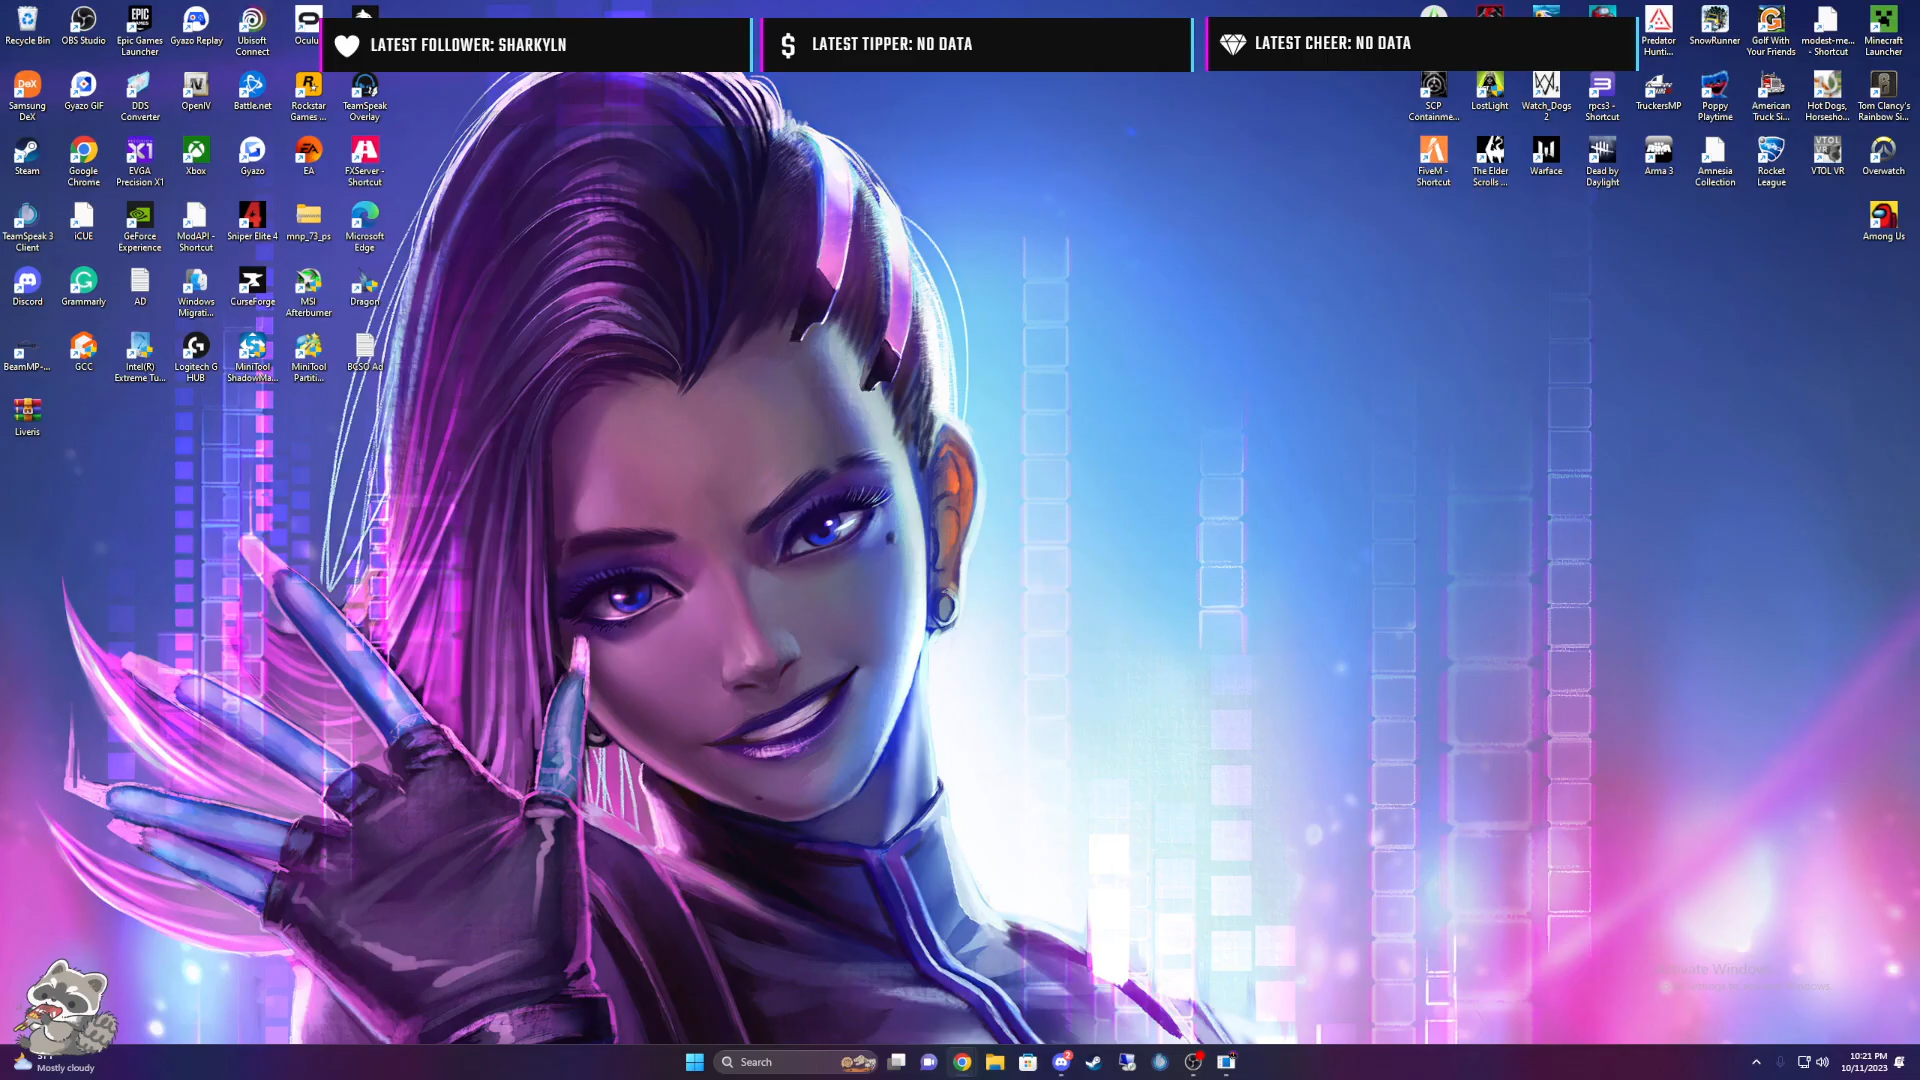 LATEST FOLLOWER: SHARKYLN
LATEST TIPPER: NO DATA
LATEST CHEER: NO DATA
Recycle Bin
OBS Studio
Epic Games
Launcher
Gyazo Replay
Ubisoft
Connect
Samsung
DeX
Gyazo GIF
DDS
Converter
OpenIV
Battle.net
Rockstar
Games ...
TeamSpeak
Overlay
Steam
Google
Chrome
EVGA
Precision X1
Xbox
Gyazo
EA
FXServer -
Shortcut
TeamSpeak 3
Client
iCUE
GeForce
Experience
ModAPI -
Shortcut
Sniper Elite 4
mnp_73_ps
Microsoft
Edge
Discord
Grammarly
AD
Windows
Migrati...
CurseForge
MSI
Afterburner
Dragon
BeamMP-...
GCC
Intel(R)
Extreme Tu...
Logitech G
HUB
MiniTool
ShadowMa...
MiniTool
Partiti...
BCSO Ad
Liveris
Predator
Hunti...
SnowRunner
Golf With
Your Friends
modest-me...
- Shortcut
Minecraft
Launcher
SCP
Containme...
LostLight
Watch_Dogs
2
rpcs3 -
Shortcut
TruckersMP
Poppy
Playtime
American
Truck Si...
Hot Dogs,
Horsesho...
Tom Clancy's
Rainbow Si...
FiveM -
Shortcut
The Elder
Scrolls ...
Warface
Dead by
Daylight
Arma 3
Amnesia
Collection
Rocket
League
VTOL VR
Overwatch
Among Us
Mostly cloudy
Search
10:21 PM
10/11/2023